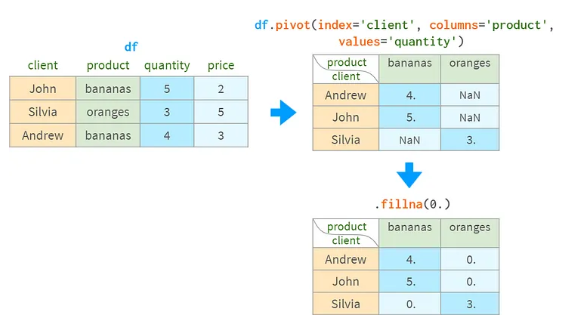 df
client product quantity price
John bananas 5 2
Silvia oranges 3 5
Andrew bananas 4 3
df.pivot(index='client', columns='product',
values='quantity')
product bananas oranges
client
Andrew 4. NaN
John 5. NaN
Silvia NaN 3.
.fillna(0.)
product bananas oranges
client
Andrew 4. 0.
John 5. 0.
Silvia 0. 3.